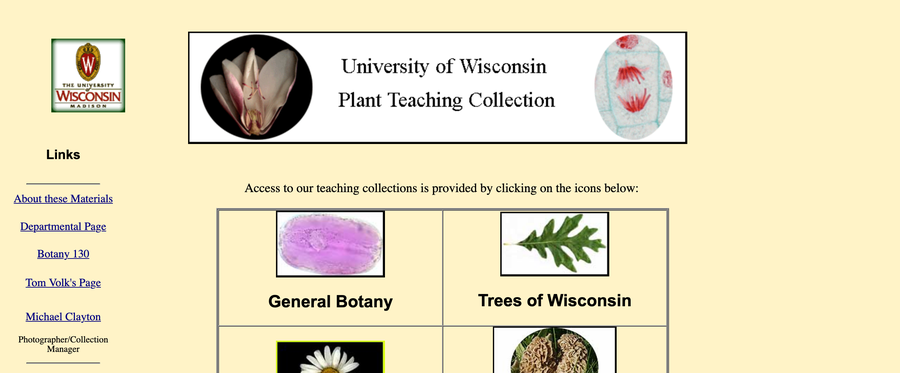 THE UNIVERSITY
of
WISCONSIN
MADISON
Links
About these Materials
Departmental Page
Botany 130
Tom Volk's Page
Michael Clayton
Photographer/Collection
Manager
University of Wisconsin
Plant Teaching Collection
Access to our teaching collections is provided by clicking on the icons below:
General Botany
Trees of Wisconsin